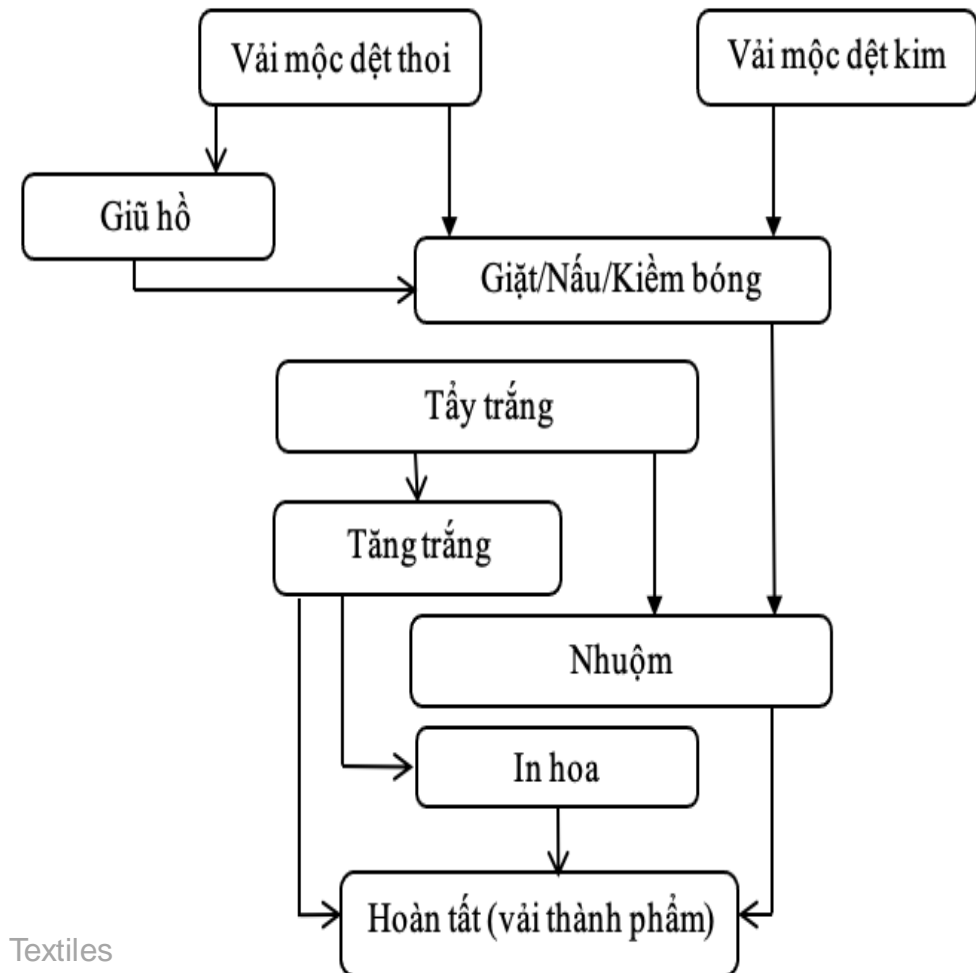 Vải mộc dệt thoi
Vải mộc dệt kim
Giũ hồ
Giặt/Nấu/Kiềm bóng
Tẩy trắng
Tăng trắng
Nhuộm
In hoa
Hoàn tất (vải thành phẩm)
Textiles